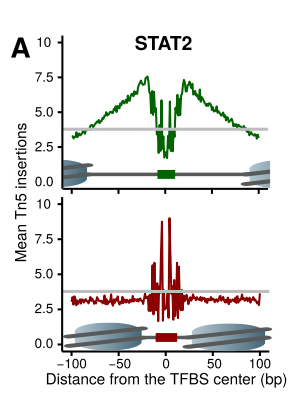 A
STAT2
10
7.5
5.0
2.5
0.0
Mean Tn5 insertions
10
7.5
5.0
2.5
0.0
−100 −50 0 50 100
Distance from the TFBS center (bp)